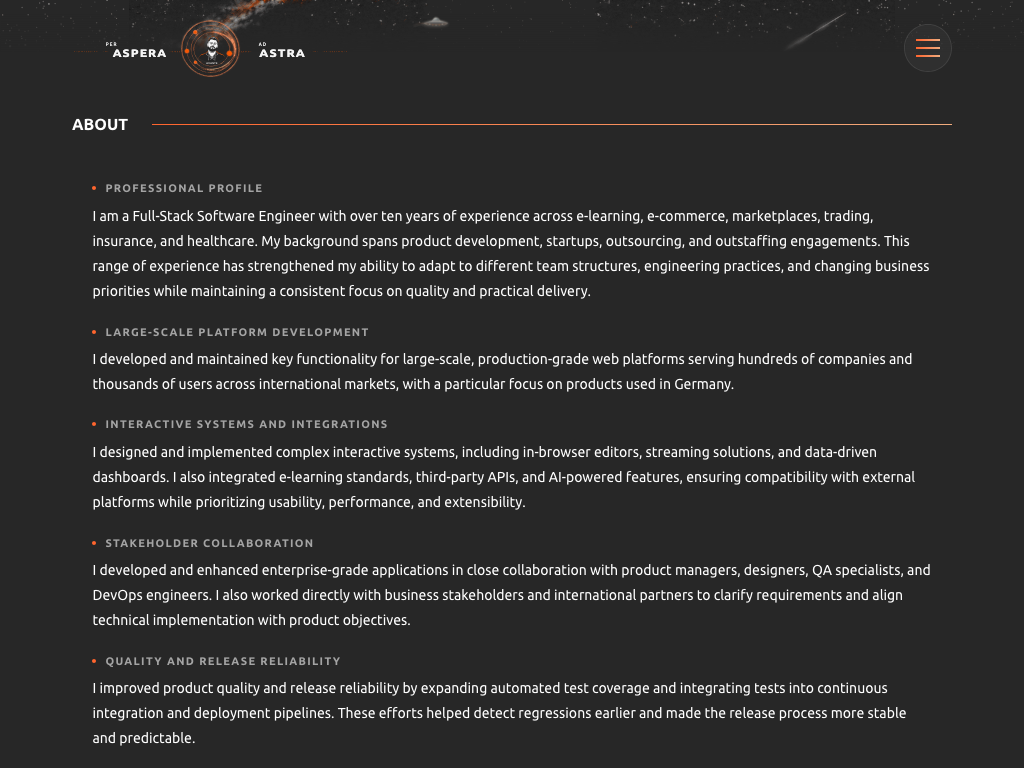 PER
ASPERA
AD
ASTRA
ABOUT
PROFESSIONAL PROFILE
I am a Full-Stack Software Engineer with over ten years of experience across e-learning, e-commerce, marketplaces, trading,
insurance, and healthcare. My background spans product development, startups, outsourcing, and outstaffing engagements. This
range of experience has strengthened my ability to adapt to different team structures, engineering practices, and changing business
priorities while maintaining a consistent focus on quality and practical delivery.
LARGE-SCALE PLATFORM DEVELOPMENT
I developed and maintained key functionality for large-scale, production-grade web platforms serving hundreds of companies and
thousands of users across international markets, with a particular focus on products used in Germany.
INTERACTIVE SYSTEMS AND INTEGRATIONS
I designed and implemented complex interactive systems, including in-browser editors, streaming solutions, and data-driven
dashboards. I also integrated e-learning standards, third-party APIs, and AI-powered features, ensuring compatibility with external
platforms while prioritizing usability, performance, and extensibility.
STAKEHOLDER COLLABORATION
I developed and enhanced enterprise-grade applications in close collaboration with product managers, designers, QA specialists, and
DevOps engineers. I also worked directly with business stakeholders and international partners to clarify requirements and align
technical implementation with product objectives.
QUALITY AND RELEASE RELIABILITY
I improved product quality and release reliability by expanding automated test coverage and integrating tests into continuous
integration and deployment pipelines. These efforts helped detect regressions earlier and made the release process more stable
and predictable.